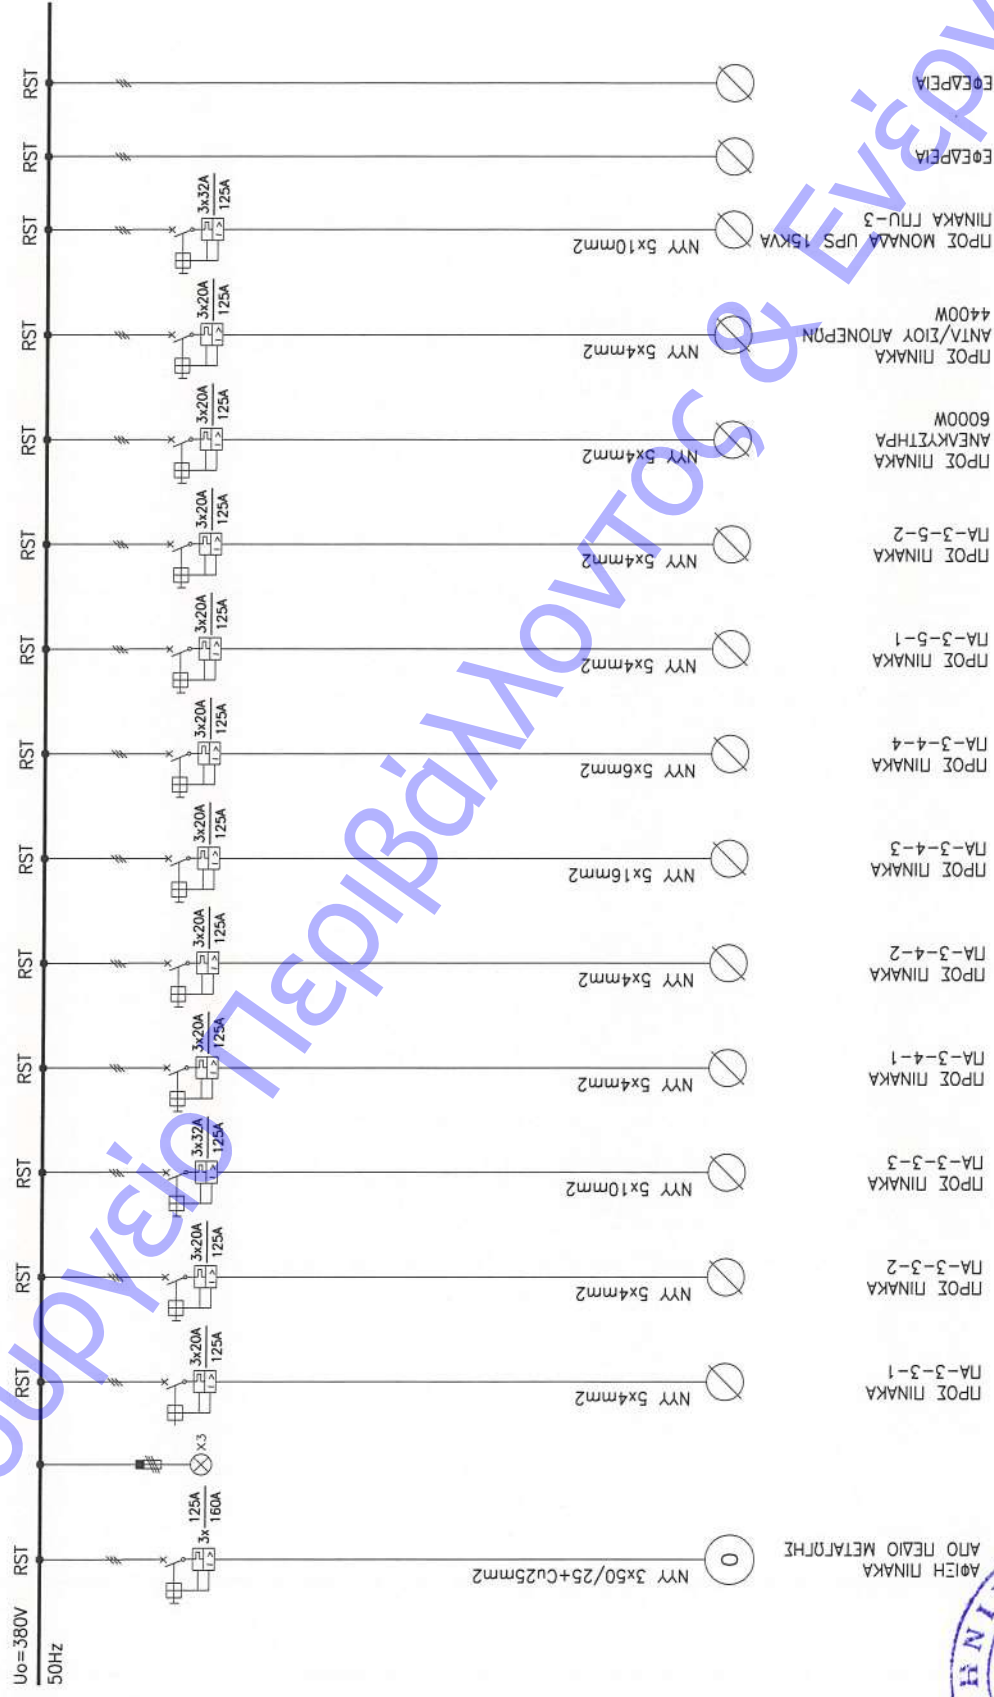 Uo=380V
50Hz
RST
3x 125A
160A
NYY 3x50/25+Cu25mm2
ΑΦΙΞΗ ΠΙΝΑΚΑ
ΑΠΟ ΠΕΔΙΟ ΜΕΤΑΓΩΓΗΣ
x3
RST
3x20A
125A
NYY 5x4mm2
ΠΡΟΣ ΠΙΝΑΚΑ
ΠΑ-3-3-1
RST
3x20A
125A
NYY 5x4mm2
ΠΡΟΣ ΠΙΝΑΚΑ
ΠΑ-3-3-2
RST
3x32A
125A
NYY 5x10mm2
ΠΡΟΣ ΠΙΝΑΚΑ
ΠΑ-3-3-3
RST
3x20A
125A
NYY 5x4mm2
ΠΡΟΣ ΠΙΝΑΚΑ
ΠΑ-3-4-1
RST
3x20A
125A
NYY 5x4mm2
ΠΡΟΣ ΠΙΝΑΚΑ
ΠΑ-3-4-2
RST
3x20A
125A
NYY 5x16mm2
ΠΡΟΣ ΠΙΝΑΚΑ
ΠΑ-3-4-3
RST
3x20A
125A
NYY 5x6mm2
ΠΡΟΣ ΠΙΝΑΚΑ
ΠΑ-3-4-4
RST
3x20A
125A
NYY 5x4mm2
ΠΡΟΣ ΠΙΝΑΚΑ
ΠΑ-3-5-1
RST
3x20A
125A
NYY 5x4mm2
ΠΡΟΣ ΠΙΝΑΚΑ
ΠΑ-3-5-2
RST
3x20A
125A
NYY 5x4mm2
ΠΡΟΣ ΠΙΝΑΚΑ
ΑΝΕΛΚΥΣΤΗΡΑ
6000W
RST
3x20A
125A
NYY 5x4mm2
ΠΡΟΣ ΠΙΝΑΚΑ
ΑΝΤΛ/ΣΙΟΥ ΑΠΟΝΕΡΩΝ
4400W
RST
3x32A
125A
NYY 5x10mm2
ΠΡΟΣ ΜΟΝΑΔΑ UPS 15KVA
ΠΙΝΑΚΑ ΓΠU-3
RST
ΕΦΕΔΡΕΙΑ
RST
ΕΦΕΔΡΕΙΑ
Περιβάλλοντος &